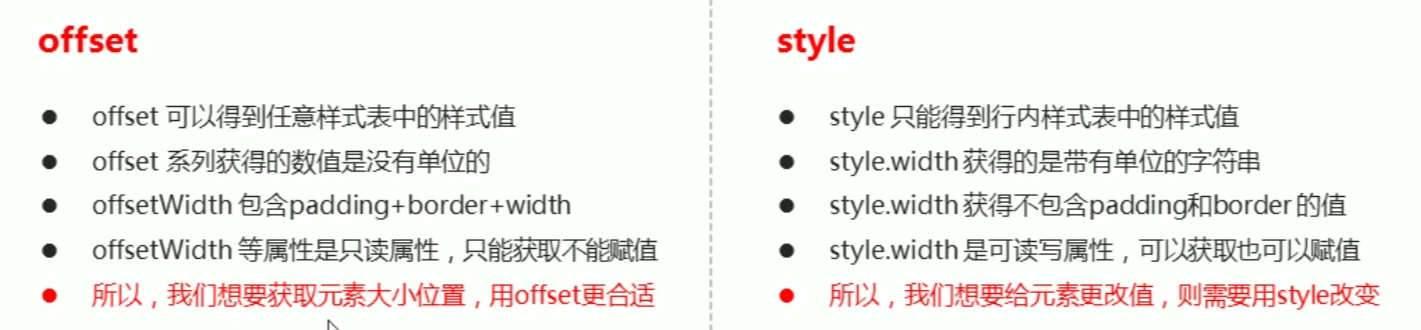 offset
● offset 可以得到任意样式表中的样式值
● offset 系列获得的数值是没有单位的
● offsetWidth 包含padding+border+width
● offsetWidth 等属性是只读属性，只能获取不能赋值
● 所以，我们想要获取元素大小位置，用offset更合适
style
● style 只能得到行内样式表中的样式值
● style.width 获得的是带有单位的字符串
● style.width 获得不包含padding和border 的值
● style.width 是可读写属性，可以获取也可以赋值
● 所以，我们想要给元素更改值，则需要用style改变